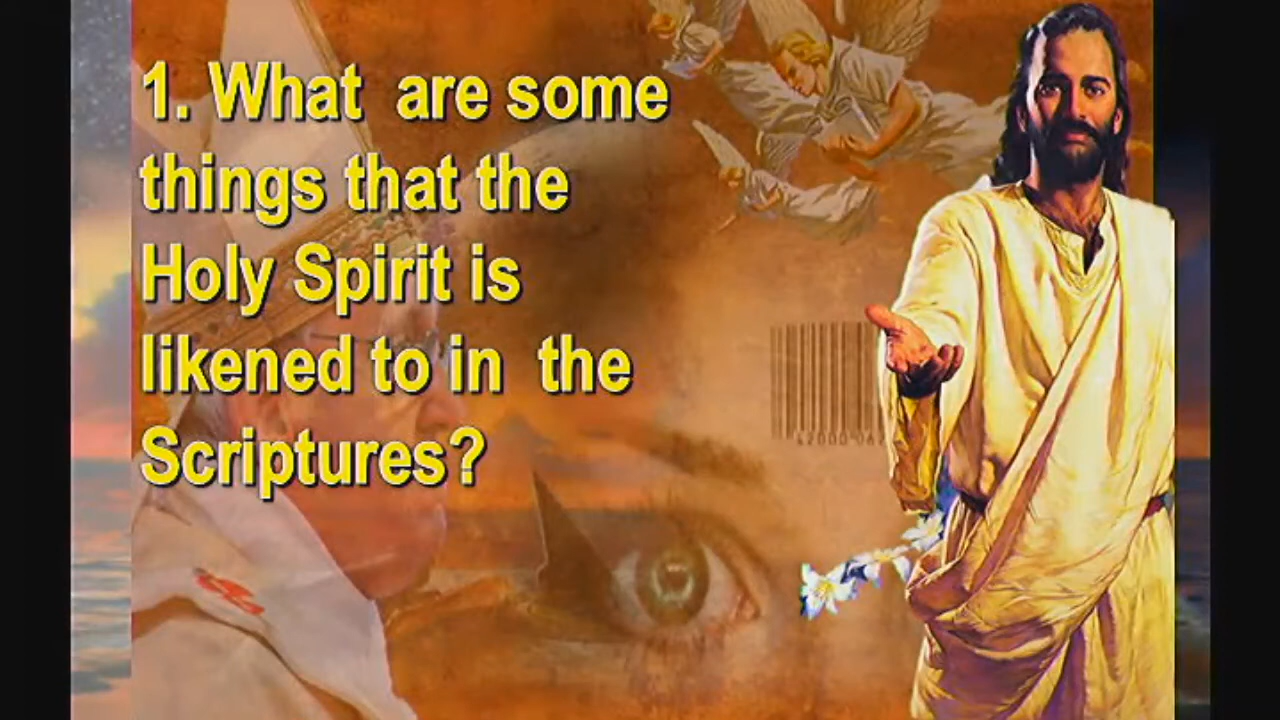 1. What are some
things that the
Holy Spirit is
likened to in the
Scriptures?